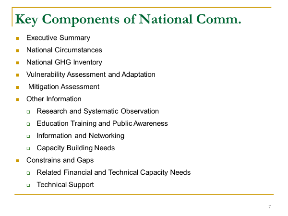 Key Components of National Comm.
Executive Summary
National Circumstances
National GHG Inventory
Vulnerability Assessment and Adaptation
Mitigation Assessment
Other Information
Research and Systematic Observation
Education Training and Public Awareness
Information and Networking
Capacity Building Needs
Constrains and Gaps
Related Financial and Technical Capacity Needs
Technical Support
7